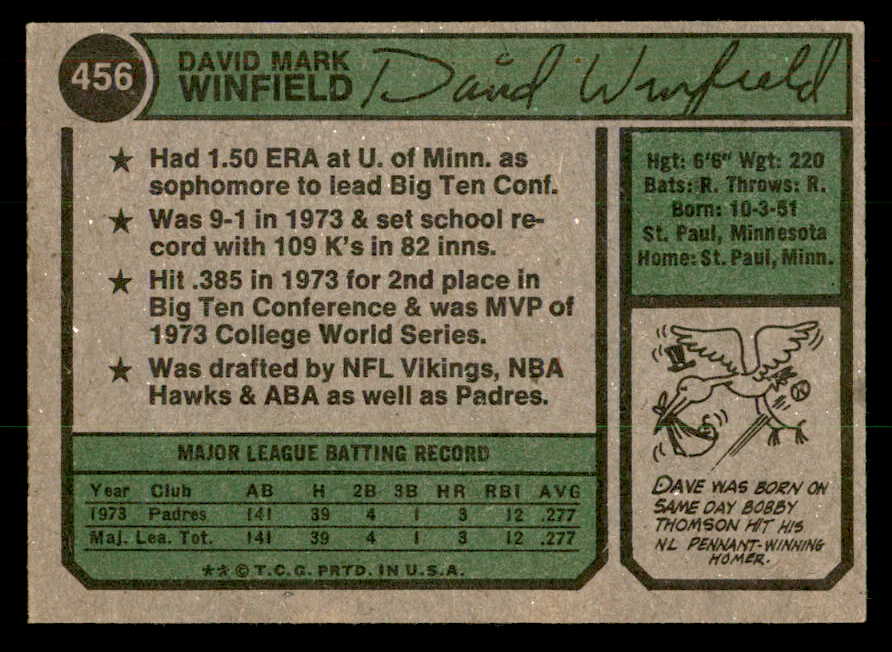 456
DAVID MARK
WINFIELD
David Winfield
★ Had 1.50 ERA at U. of Minn. as
sophomore to lead Big Ten Conf.
★ Was 9-1 in 1973 & set school re-
cord with 109 K's in 82 inns.
★ Hit .385 in 1973 for 2nd place in
Big Ten Conference & was MVP of
1973 College World Series.
★ Was drafted by NFL Vikings, NBA
Hawks & ABA as well as Padres.
Hgt: 6'6" Wgt: 220
Bats: R. Throws: R.
Born: 10-3-51
St. Paul, Minnesota
Home: St. Paul, Minn.
MAJOR LEAGUE BATTING RECORD
Year Club AB H 2B 3B HR RBI AVG
1973 Padres 141 39 4 1 3 12 .277
Maj. Lea. Tot. 141 39 4 1 3 12 .277
★★ © T.C.G. PRTD. IN U.S.A.
DAVE WAS BORN ON
SAME DAY BOBBY
THOMSON HIT HIS
NL PENNANT-WINNING
HOMER.